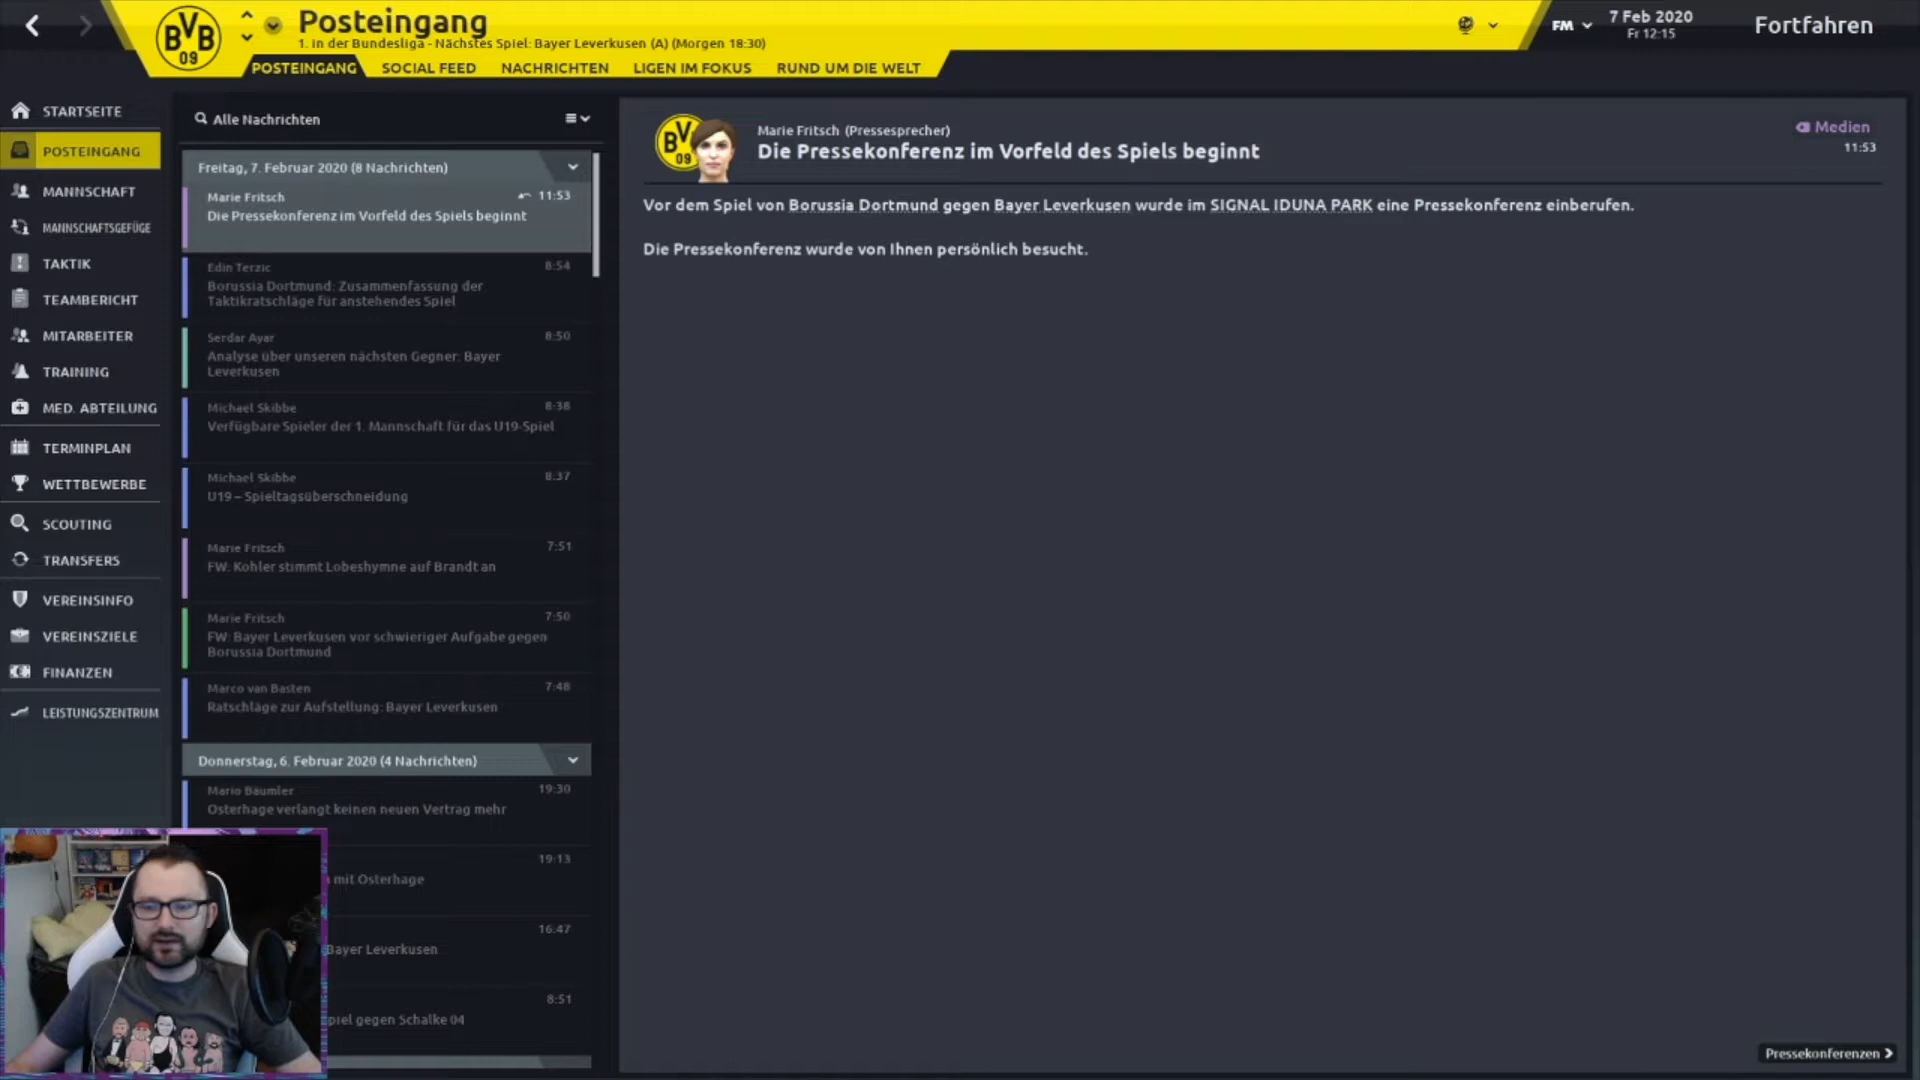 BVB
09
Posteingang
1. in der Bundesliga - Nächstes Spiel: Bayer Leverkusen (A) (Morgen 18:30)
FM
7 Feb 2020
Fr 12:15
Fortfahren
POSTEINGANG
SOCIAL FEED
NACHRICHTEN
LIGEN IM FOKUS
RUND UM DIE WELT
STARTSEITE
POSTEINGANG
MANNSCHAFT
MANNSCHAFTSGEFÜGE
TAKTIK
TEAMBERICHT
MITARBEITER
TRAINING
MED. ABTEILUNG
TERMINPLAN
WETTBEWERBE
SCOUTING
TRANSFERS
VEREINSINFO
VEREINSZIELE
FINANZEN
LEISTUNGSZENTRUM
Alle Nachrichten
Freitag, 7. Februar 2020 (8 Nachrichten)
Marie Fritsch 11:53
Die Pressekonferenz im Vorfeld des Spiels beginnt
Edin Terzic 8:54
Borussia Dortmund: Zusammenfassung der
Taktikratschläge für anstehendes Spiel
Serdar Ayar 8:50
Analyse über unseren nächsten Gegner: Bayer
Leverkusen
Michael Skibbe 8:38
Verfügbare Spieler der 1. Mannschaft für das U19-Spiel
Michael Skibbe 8:37
U19 – Spieltagsüberschneidung
Marie Fritsch 7:51
FW: Kohler stimmt Lobeshymne auf Brandt an
Marie Fritsch 7:50
FW: Bayer Leverkusen vor schwieriger Aufgabe gegen
Borussia Dortmund
Marco van Basten 7:48
Ratschläge zur Aufstellung: Bayer Leverkusen
Donnerstag, 6. Februar 2020 (4 Nachrichten)
Mario Bäumler 19:30
Osterhage verlangt keinen neuen Vertrag mehr
19:13
mit Osterhage
16:47
Bayer Leverkusen
8:51
gegen Schalke 04
BVB
09
Marie Fritsch (Pressesprecher)
Die Pressekonferenz im Vorfeld des Spiels beginnt
Medien
11:53
Vor dem Spiel von Borussia Dortmund gegen Bayer Leverkusen wurde im SIGNAL IDUNA PARK eine Pressekonferenz einberufen.
Die Pressekonferenz wurde von Ihnen persönlich besucht.
Pressekonferenzen